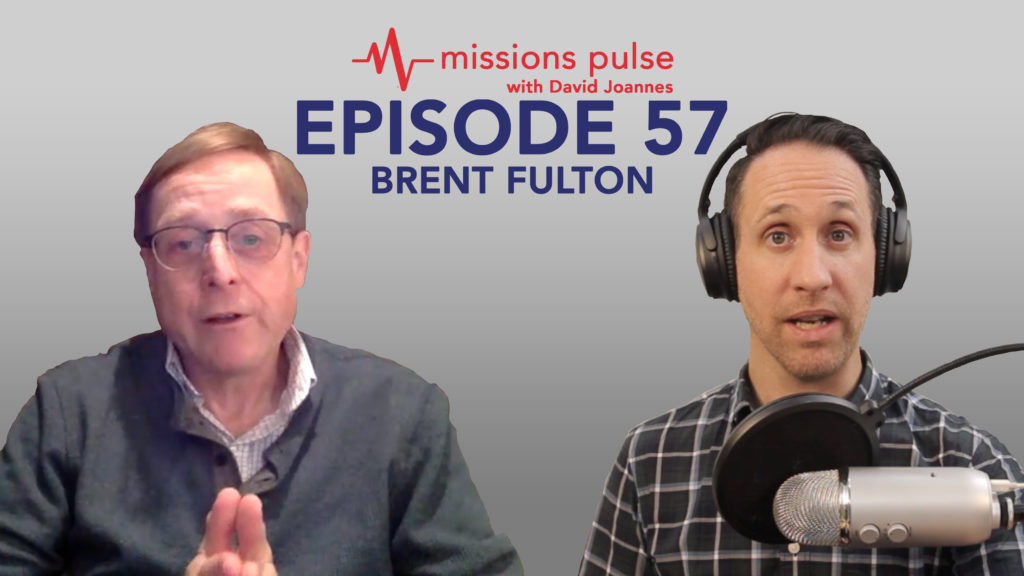 missions pulse
with David Joannes
EPISODE 57
BRENT FULTON